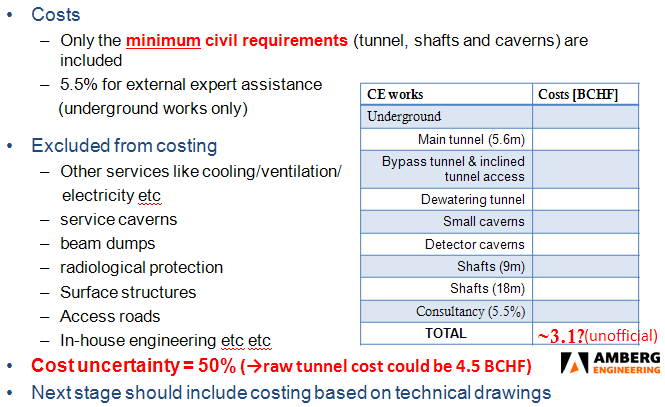 • Costs
– Only the minimum civil requirements (tunnel, shafts and caverns) are
included
– 5.5% for external expert assistance
(underground works only)
• Excluded from costing
– Other services like cooling/ventilation/
electricity etc
– service caverns
– beam dumps
– radiological protection
– Surface structures
– Access roads
– In-house engineering etc etc
CE works Costs [BCHF]
Underground
Main tunnel (5.6m)
Bypass tunnel & inclined
tunnel access
Dewatering tunnel
Small caverns
Detector caverns
Shafts (9m)
Shafts (18m)
Consultancy (5.5%)
TOTAL ~3.1?(unofficial)
AMBERG
ENGINEERING
• Cost uncertainty = 50% (→raw tunnel cost could be 4.5 BCHF)
• Next stage should include costing based on technical drawings